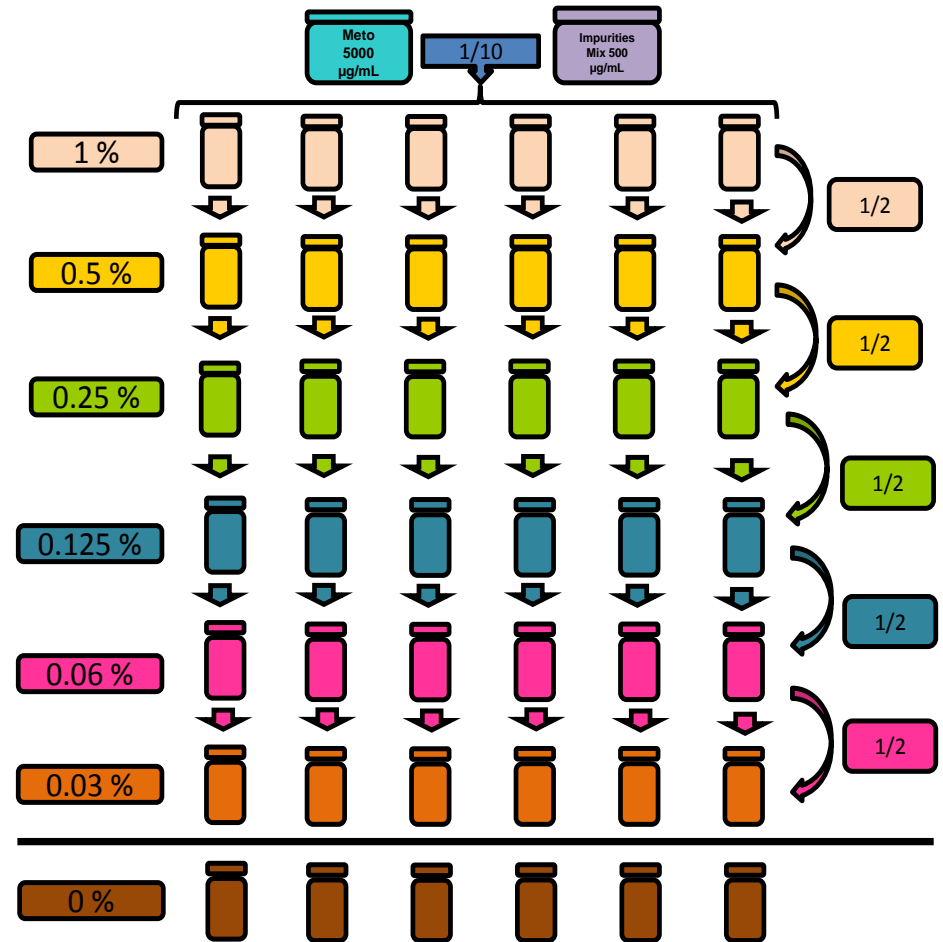 Meto
5000
µg/mL
1/10
Impurities
Mix 500
µg/mL
1 %
1/2
0.5 %
1/2
0.25 %
1/2
0.125 %
1/2
0.06 %
1/2
0.03 %
0 %